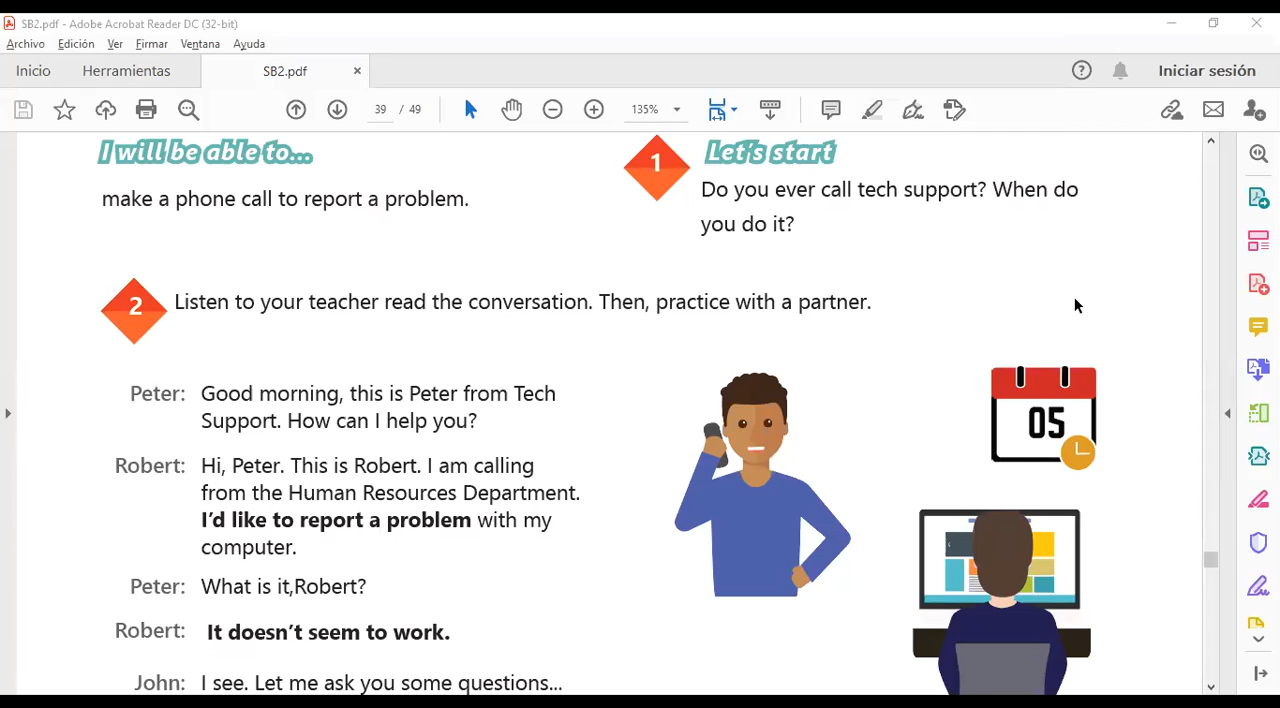 SB2.pdf - Adobe Acrobat Reader DC (32-bit)
Archivo Edición Ver Firmar Ventana Ayuda
Inicio Herramientas SB2.pdf × Iniciar sesión
39 / 49 135%
I will be able to...
make a phone call to report a problem.
1 Let's start
Do you ever call tech support? When do
you do it?
2 Listen to your teacher read the conversation. Then, practice with a partner.
Peter: Good morning, this is Peter from Tech
Support. How can I help you?
Robert: Hi, Peter. This is Robert. I am calling
from the Human Resources Department.
I'd like to report a problem with my
computer.
Peter: What is it,Robert?
Robert: It doesn't seem to work.
John: I see. Let me ask you some questions...
05